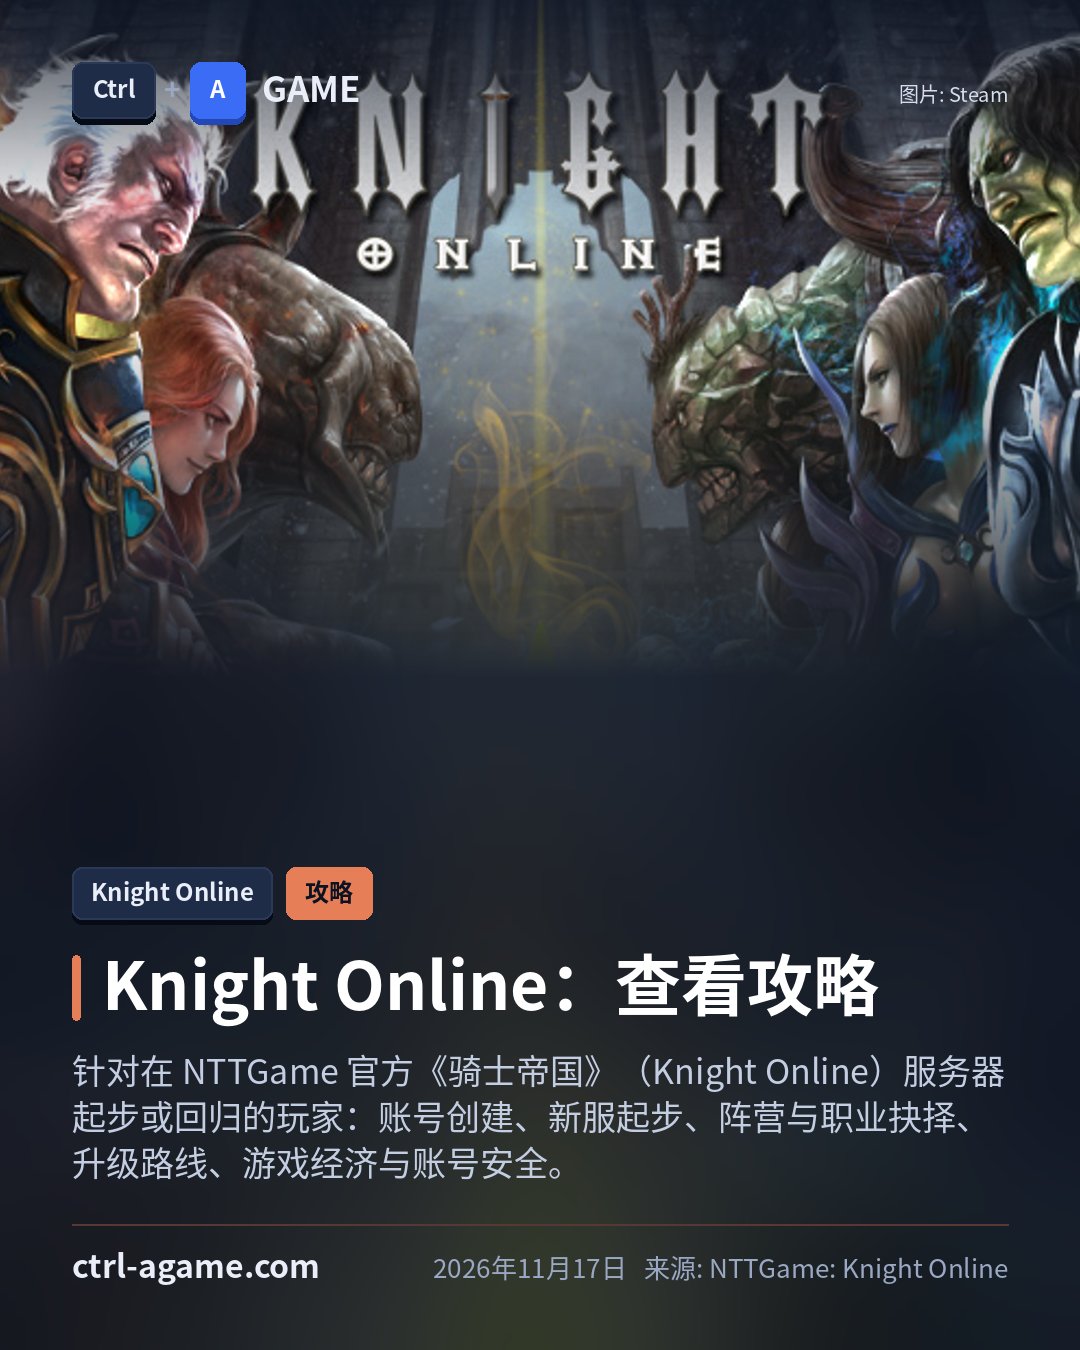 Ctrl + A GAME
图片: Steam
KNIGHT
ONLINE
Knight Online
攻略
Knight Online：查看攻略
针对在 NTTGame 官方《骑士帝国》（Knight Online）服务器
起步或回归的玩家：账号创建、新服起步、阵营与职业抉择、
升级路线、游戏经济与账号安全。
ctrl-agame.com
2026年11月17日 来源: NTTGame: Knight Online